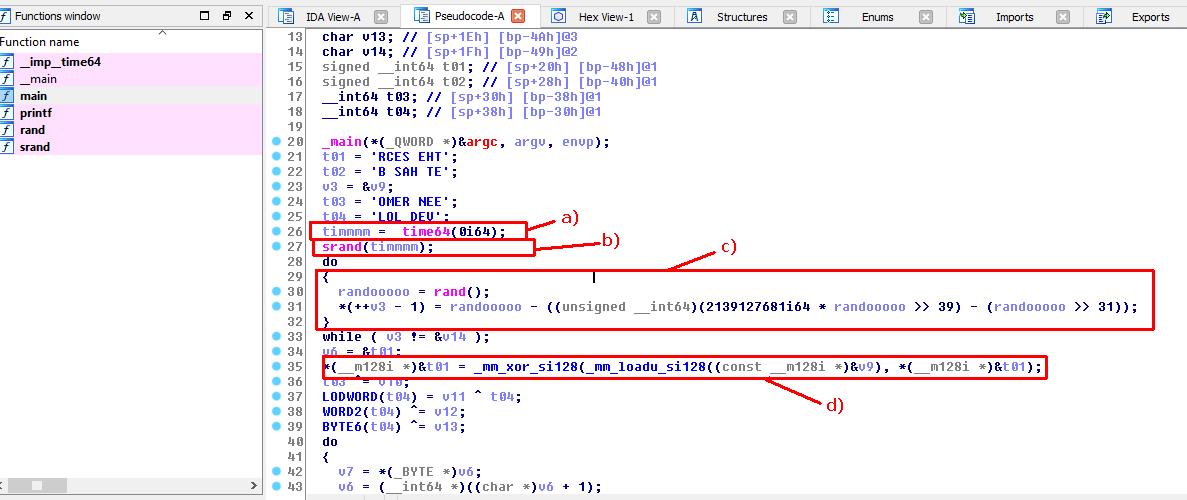 Functions window
IDA View-A
Pseudocode-A
Hex View-1
Structures
Enums
Imports
Exports
Function name
__imp__time64
__main
main
printf
rand
srand
13 char v13; // [sp+1Eh] [bp-4Ah]@3
14 char v14; // [sp+1Fh] [bp-49h]@2
15 signed __int64 t01; // [sp+20h] [bp-48h]@1
16 signed __int64 t02; // [sp+28h] [bp-40h]@1
17 __int64 t03; // [sp+30h] [bp-38h]@1
18 __int64 t04; // [sp+38h] [bp-30h]@1
19
20 _main(*(_QWORD *)&argc, argv, envp);
21 t01 = 'RCES EHT';
22 t02 = 'B SAH TE';
23 v3 = &v9;
24 t03 = 'OMER NEE';
25 t04 = 'LOL DEV';
26 timmmm = _time64(0i64);
a)
27 srand(timmmm);
b)
28 do
c)
29 {
30 randooooo = rand();
31 *(++v3 - 1) = randooooo - ((unsigned __int64)(2139127681i64 * randooooo >> 39) - (randooooo >> 31));
32 }
33 while ( v3 != &v14 );
34 v6 = &t01;
35 *(__m128i *)&t01 = _mm_xor_si128(_mm_loadu_si128((const __m128i *)&v9), *(__m128i *)&t01);
36 t03 ^= v10;
37 LODWORD(t04) = v11 ^ t04;
d)
38 WORD2(t04) ^= v12;
39 BYTE6(t04) ^= v13;
40 do
41 {
42 v7 = *(_BYTE *)v6;
43 v6 = (__int64 *)((char *)v6 + 1);